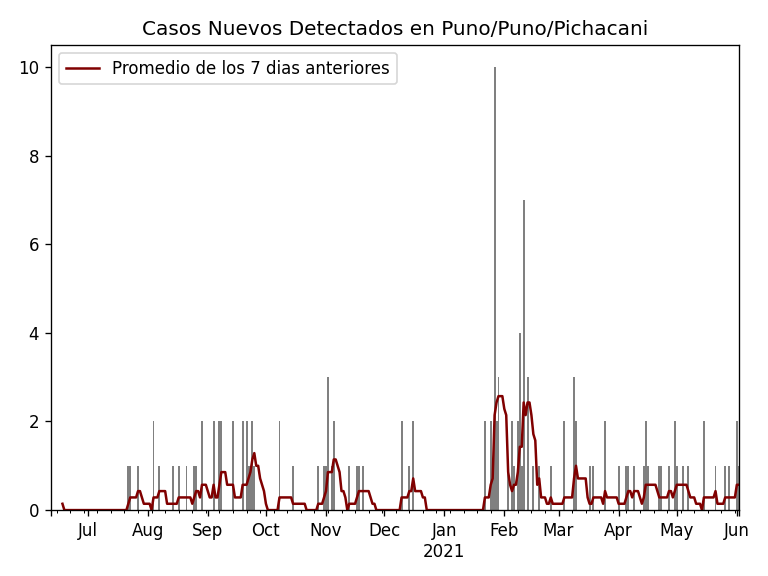 Casos Nuevos Detectados en Puno/Puno/Pichacani
Promedio de los 7 dias anteriores
10
8
6
4
2
0
Jul Aug Sep Oct Nov Dec Jan Feb Mar Apr May Jun
2021